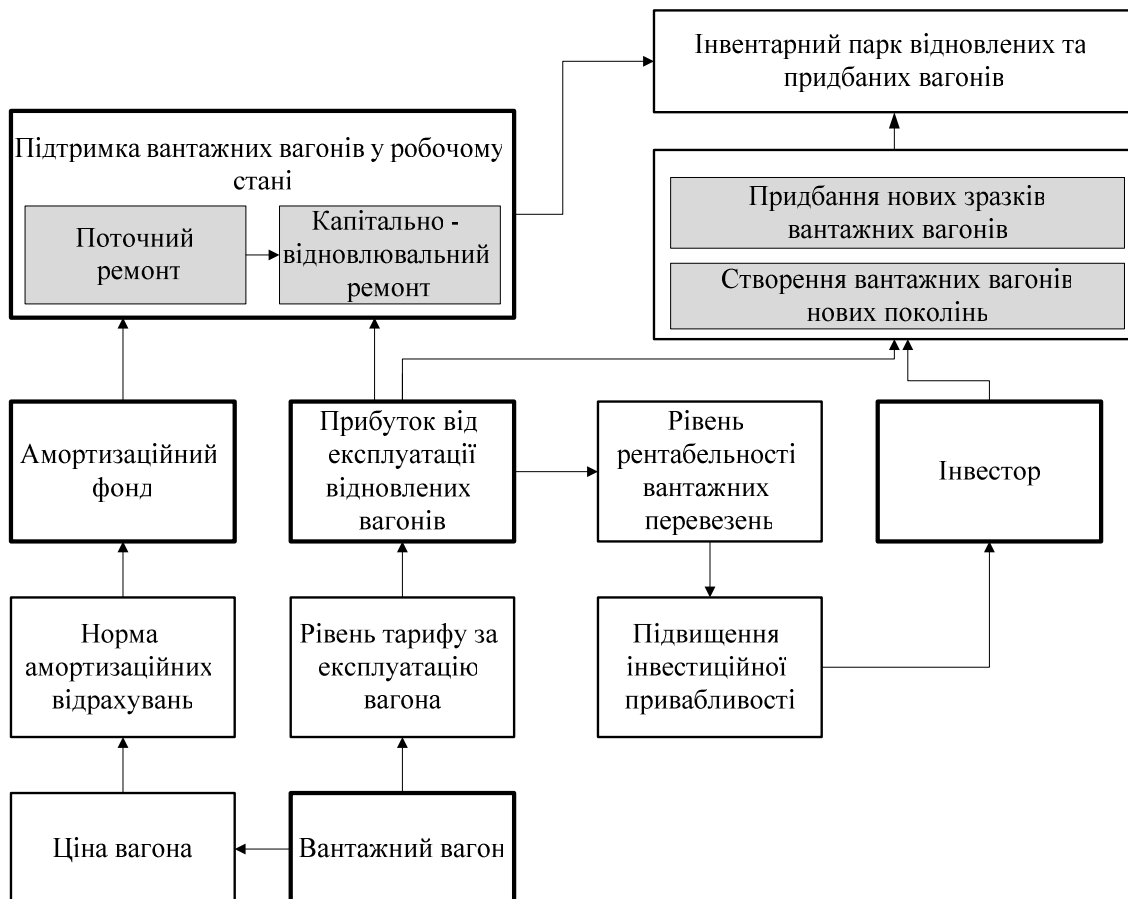 Інвентарний парк відновлених та
придбаних вагонів
Підтримка вантажних вагонів у робочому
стані
Поточний
ремонт
Капітально -
відновлювальний
ремонт
Придбання нових зразків
вантажних вагонів
Створення вантажних вагонів
нових поколінь
Амортизаційний
фонд
Прибуток від
експлуатації
відновлених
вагонів
Рівень
рентабельності
вантажних
перевезень
Інвестор
Норма
амортизаційних
відрахувань
Рівень тарифу за
експлуатацію
вагона
Підвищення
інвестиційної
привабливості
Ціна вагона
Вантажний вагон